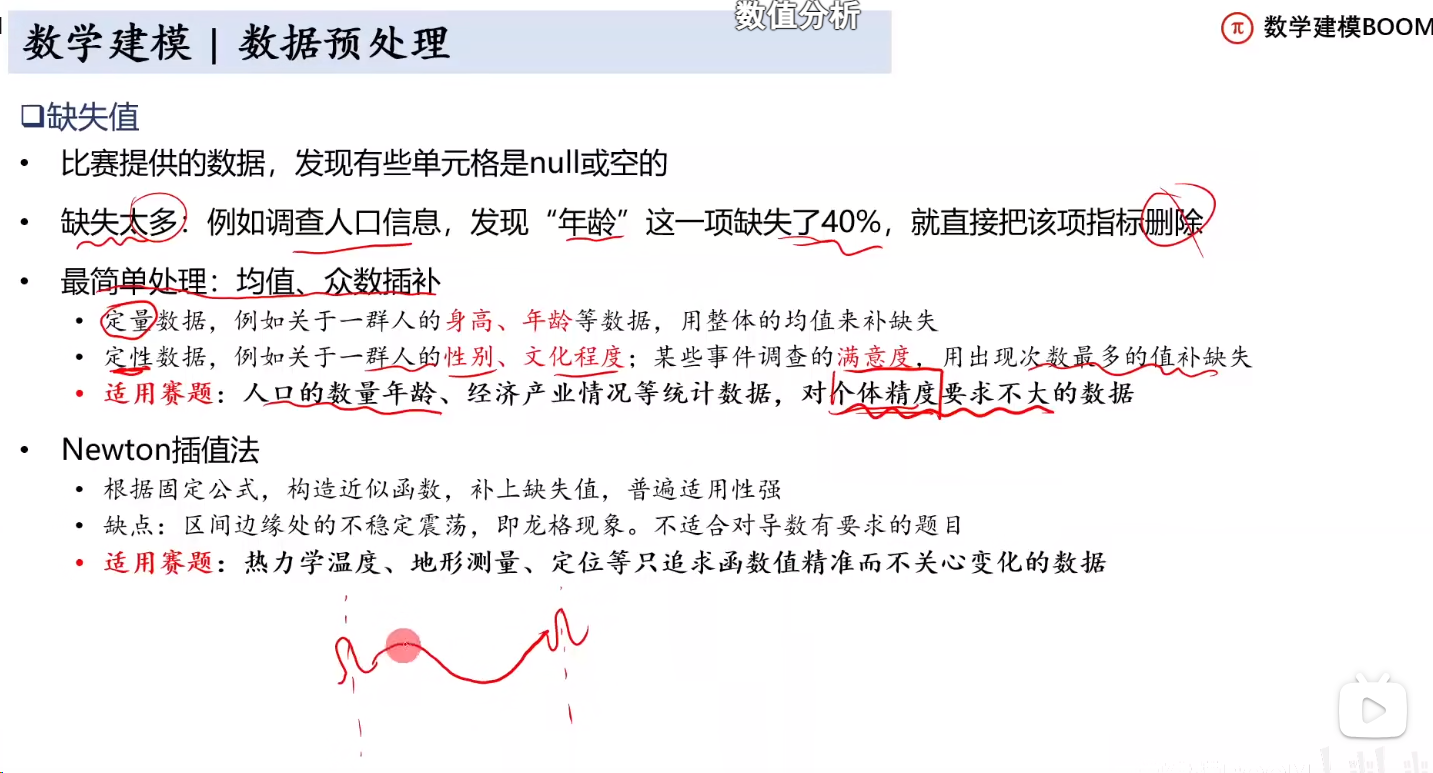 数值分析
数学建模 | 数据预处理
π 数学建模BOOM
❑缺失值
• 比赛提供的数据，发现有些单元格是null或空的
• 缺失太多：例如调查人口信息，发现“年龄”这一项缺失了40%，就直接把该项指标删除
• 最简单处理：均值、众数插补
• 定量数据，例如关于一群人的身高、年龄等数据，用整体的均值来补缺失
• 定性数据，例如关于一群人的性别、文化程度；某些事件调查的满意度，用出现次数最多的值补缺失
• 适用赛题：人口的数量年龄、经济产业情况等统计数据，对个体精度要求不大的数据
• Newton插值法
• 根据固定公式，构造近似函数，补上缺失值，普遍适用性强
• 缺点：区间边缘处的不稳定震荡，即龙格现象。不适合对导数有要求的题目
• 适用赛题：热力学温度、地形测量、定位等只追求函数值精准而不关心变化的数据